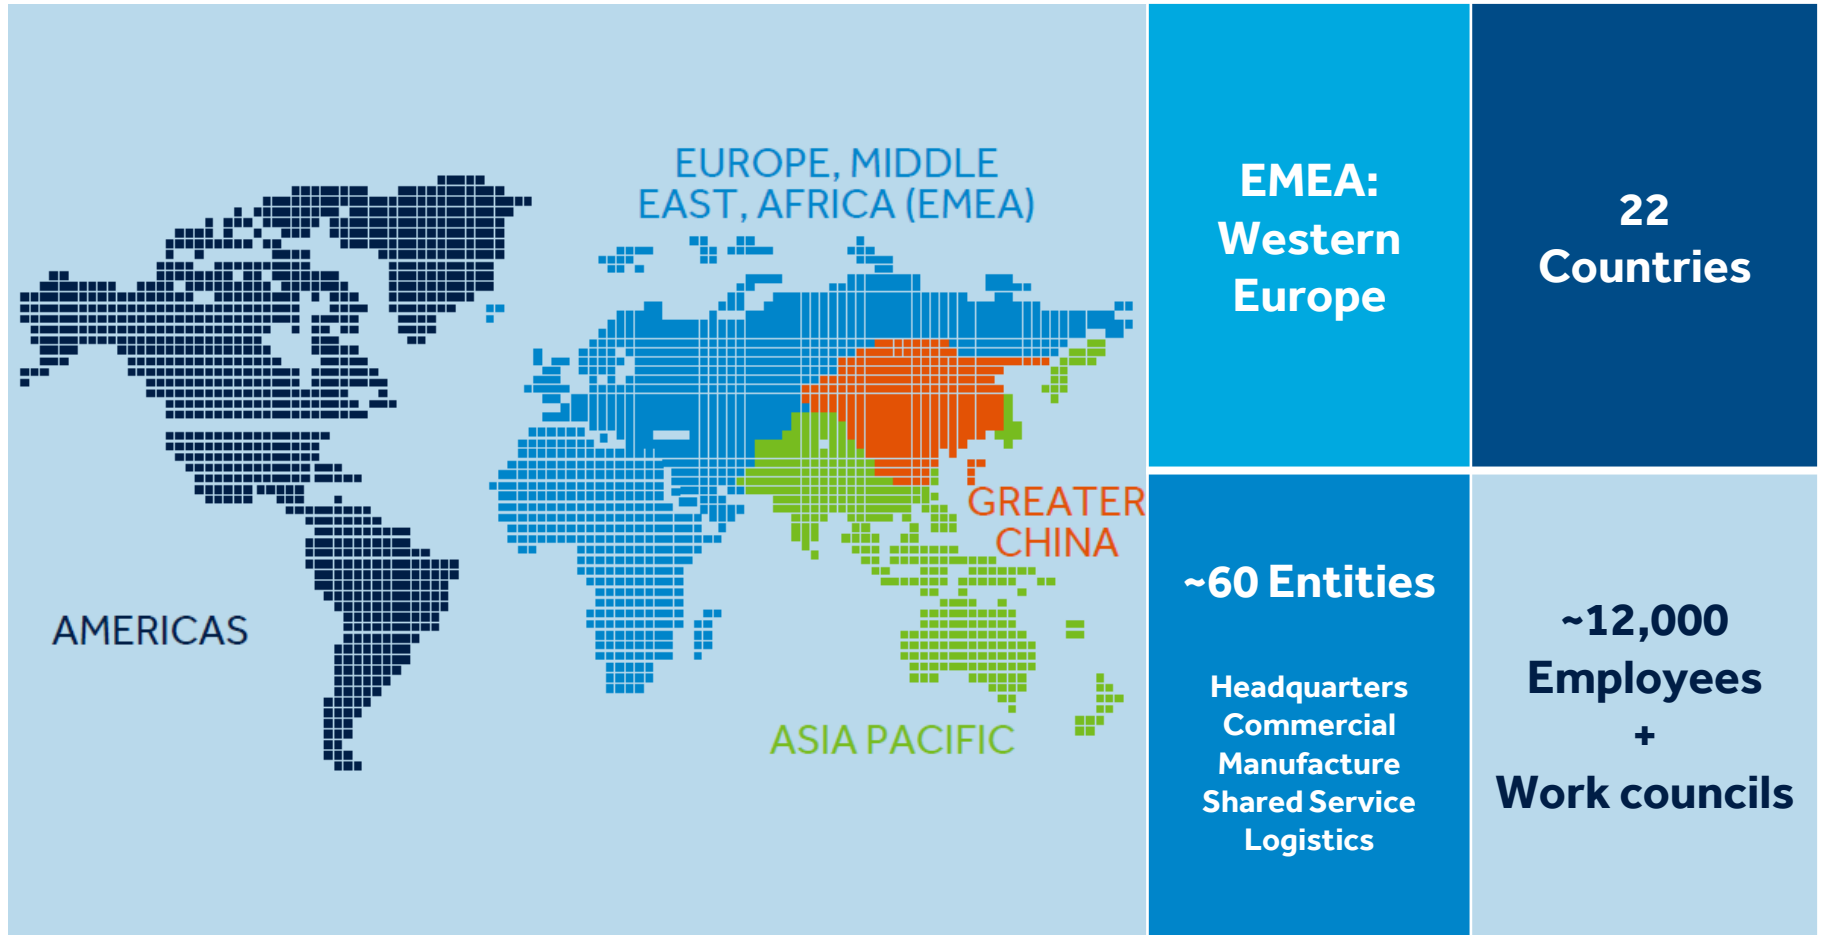 EUROPE, MIDDLE
EAST, AFRICA (EMEA)
GREATER
CHINA
AMERICAS
ASIA PACIFIC
EMEA:
Western
Europe
22
Countries
~60 Entities
Headquarters
Commercial
Manufacture
Shared Service
Logistics
~12,000
Employees
+
Work councils